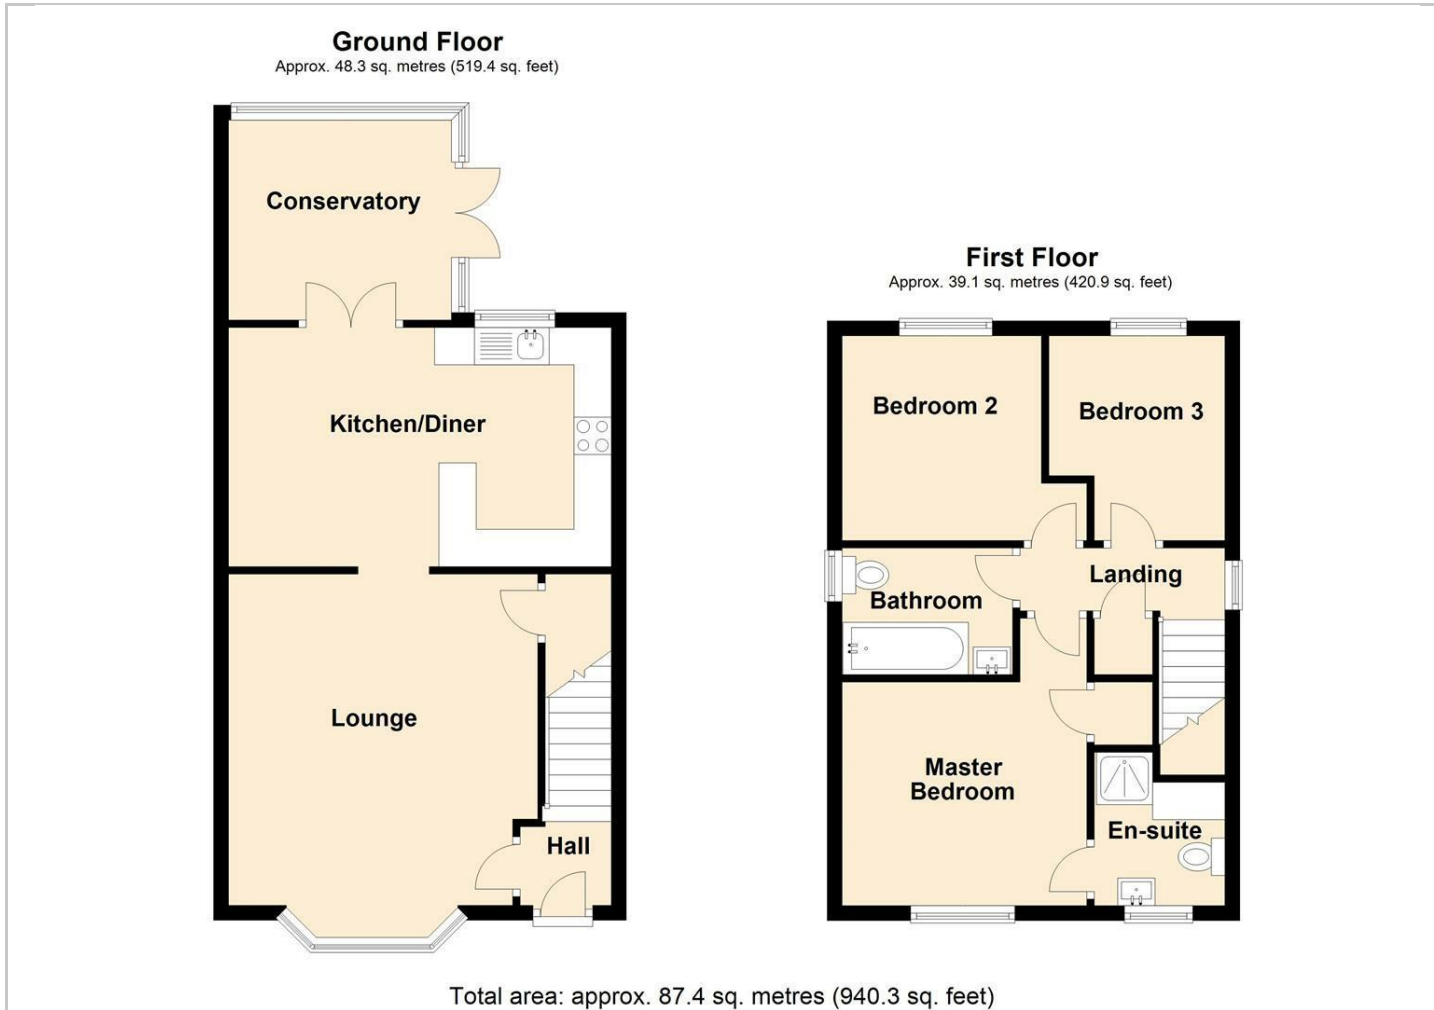 Ground Floor
Approx. 48.3 sq. metres (519.4 sq. feet)
Conservatory
Kitchen/Diner
Lounge
Hall
First Floor
Approx. 39.1 sq. metres (420.9 sq. feet)
Bedroom 2
Bedroom 3
Landing
Bathroom
Master
Bedroom
En-suite
Total area: approx. 87.4 sq. metres (940.3 sq. feet)